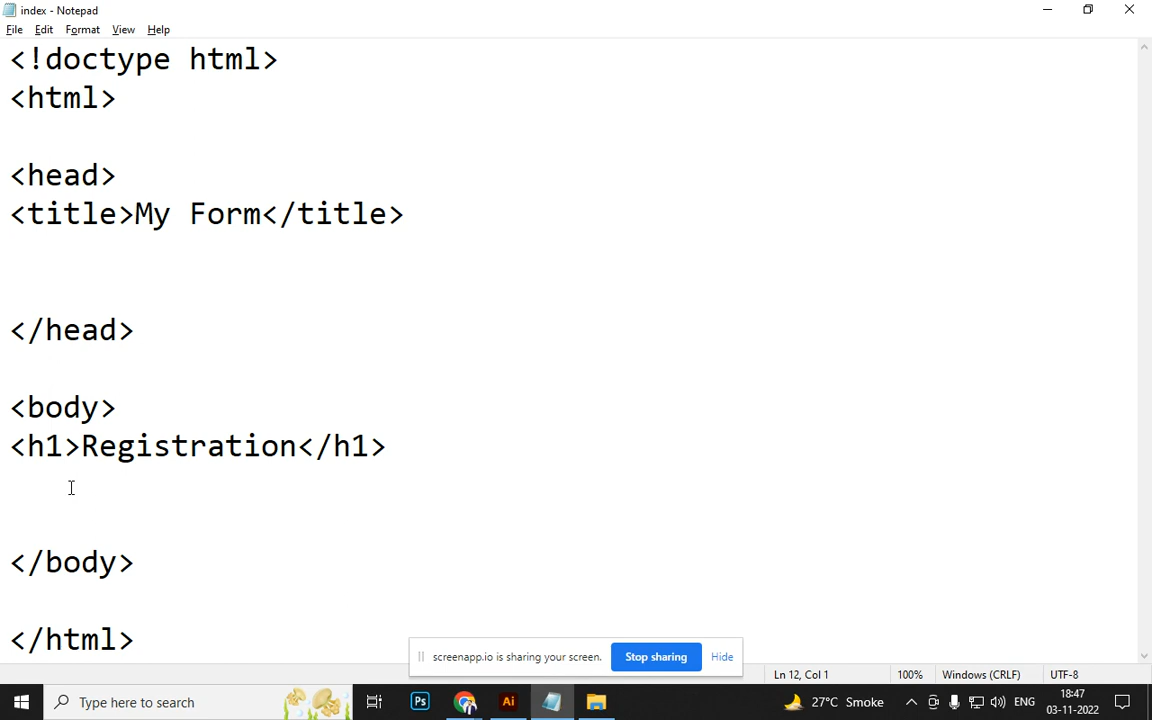 index - Notepad
File Edit Format View Help
<!doctype html>
<html>
<head>
<title>My Form</title>
</head>
<body>
<h1>Registration</h1>
</body>
</html>
screenapp.io is sharing your screen. Stop sharing Hide
Ln 12, Col 1 100% Windows (CRLF) UTF-8
Type here to search Ps Ai 27°C Smoke ENG 18:47
03-11-2022